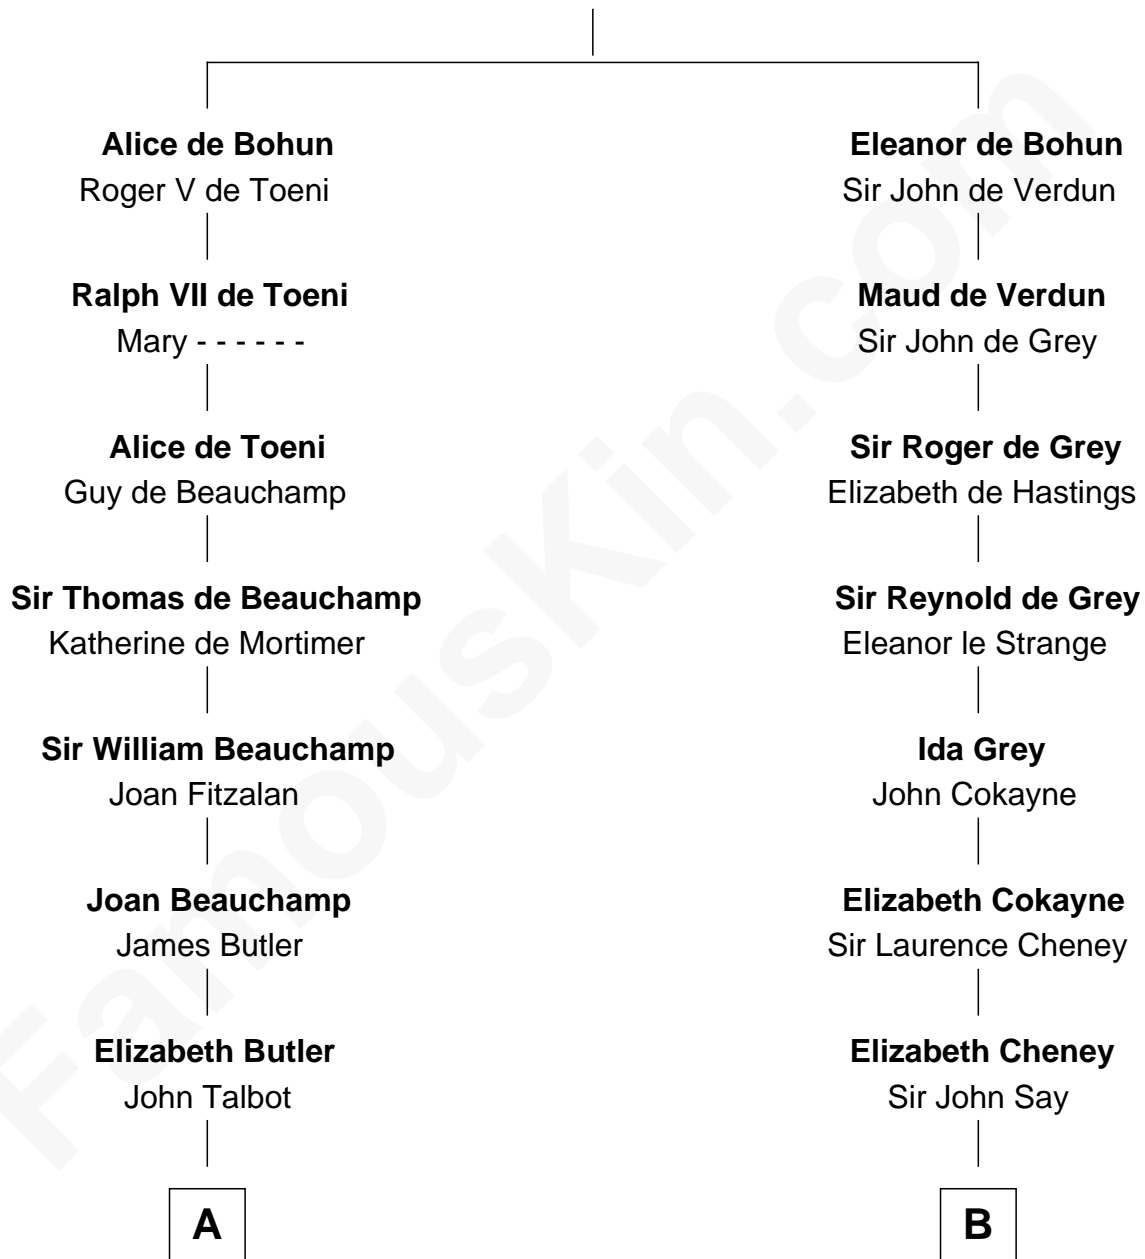 Alice de Bohun
Roger V de Toeni
Eleanor de Bohun
Sir John de Verdun
Ralph VII de Toeni
Mary - - - - - -
Maud de Verdun
Sir John de Grey
Alice de Toeni
Guy de Beauchamp
Sir Roger de Grey
Elizabeth de Hastings
Sir Thomas de Beauchamp
Katherine de Mortimer
Sir Reynold de Grey
Eleanor le Strange
Sir William Beauchamp
Joan Fitzalan
Ida Grey
John Cokayne
Joan Beauchamp
James Butler
Elizabeth Cokayne
Sir Laurence Cheney
Elizabeth Butler
John Talbot
Elizabeth Cheney
Sir John Say
A
B
FamousKin.com